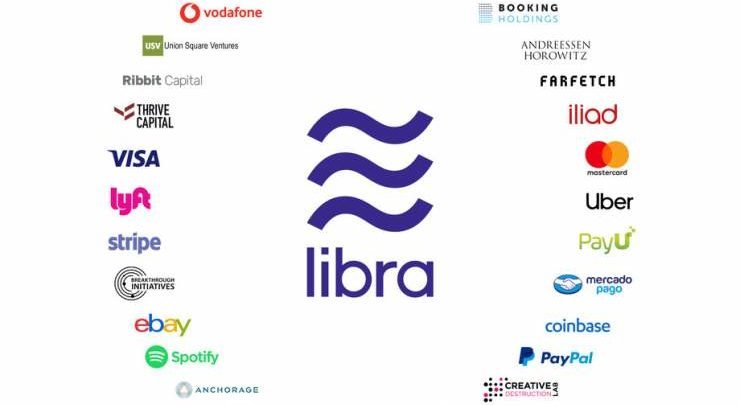 vodafone
USV Union Square Ventures
Ribbit Capital
THRIVE
CAPITAL
VISA
lyft
stripe
BREAKTHROUGH
INITIATIVES
ebay
Spotify
ANCHORAGE
libra
BOOKING
HOLDINGS
ANDREESSEN
HOROWITZ
FARFETCH
iliad
mastercard
Uber
PayU
mercado
pago
coinbase
PayPal
CREATIVE
DESTRUCTION
LAB